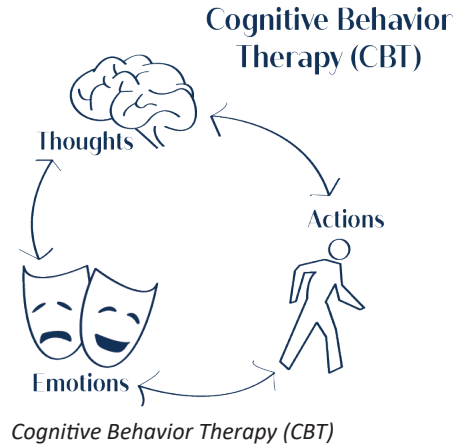 Cognitive Behavior
Therapy (CBT)
Thoughts
Actions
Emotions
Cognitive Behavior Therapy (CBT)